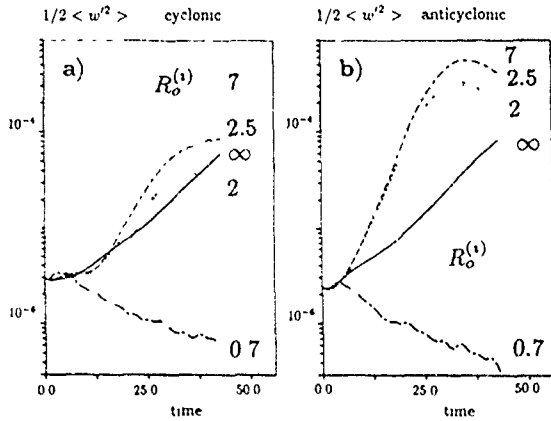 1/2 < w'² > cyclonic
1/2 < w'² > anticyclonic
a)
R_o^(i)
7
2.5
∞
2
0 7
10⁻⁴
10⁻⁶
0 0
25.0
50.0
time
b)
7
2.5
2
∞
R_o^(i)
0.7
10⁻⁴
10⁻⁶
0 0
25.0
50.0
time